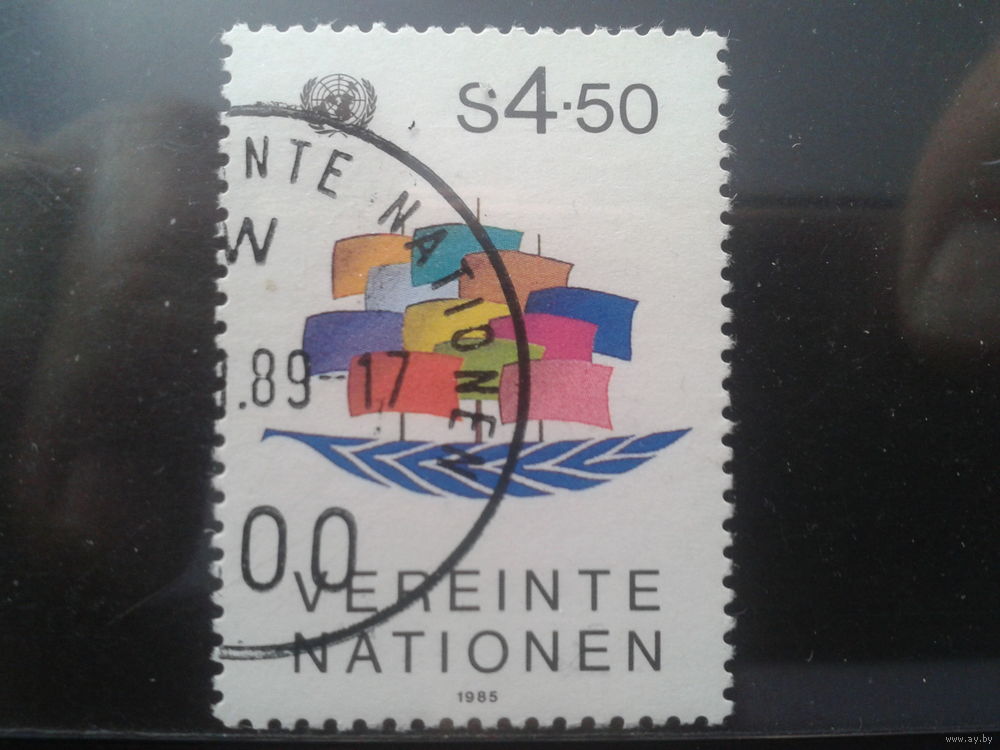 S4·50
NTE NATIONEN
W
.89-17
00
VEREINTE
NATIONEN
1985
www.ay.by